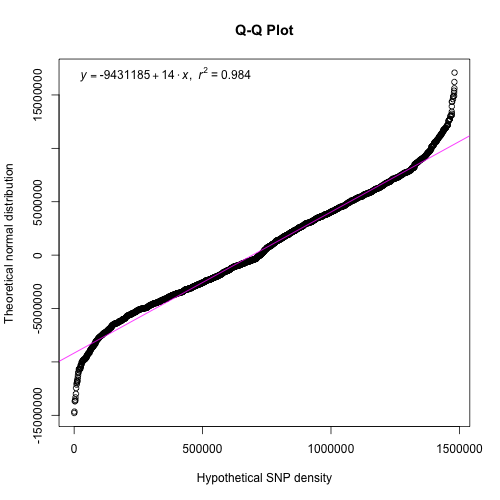 Q-Q Plot
y = -9431185 + 14 · x, r² = 0.984
15000000
5000000
0
-5000000
-15000000
Theoretical normal distribution
0
500000
1000000
1500000
Hypothetical SNP density